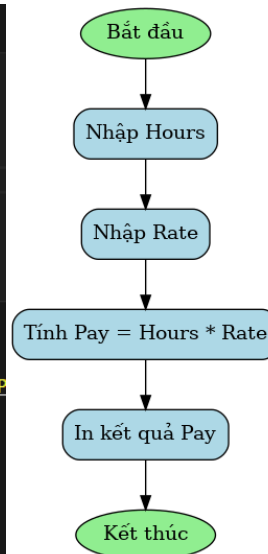 Bắt đầu
Nhập Hours
Nhập Rate
Tính Pay = Hours * Rate
P
In kết quả Pay
Kết thúc